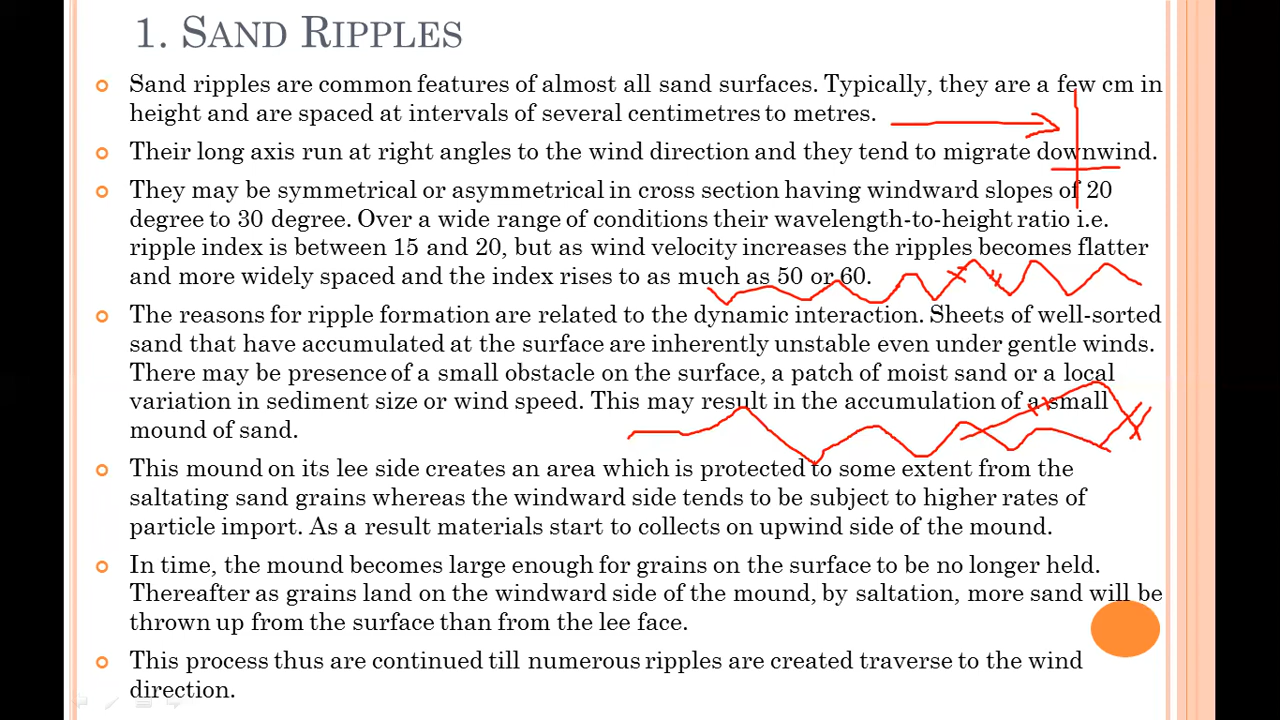 1. SAND RIPPLES
Sand ripples are common features of almost all sand surfaces. Typically, they are a few cm in
height and are spaced at intervals of several centimetres to metres.
Their long axis run at right angles to the wind direction and they tend to migrate downwind.
They may be symmetrical or asymmetrical in cross section having windward slopes of 20
degree to 30 degree. Over a wide range of conditions their wavelength-to-height ratio i.e.
ripple index is between 15 and 20, but as wind velocity increases the ripples becomes flatter
and more widely spaced and the index rises to as much as 50 or 60.
The reasons for ripple formation are related to the dynamic interaction. Sheets of well-sorted
sand that have accumulated at the surface are inherently unstable even under gentle winds.
There may be presence of a small obstacle on the surface, a patch of moist sand or a local
variation in sediment size or wind speed. This may result in the accumulation of a small
mound of sand.
This mound on its lee side creates an area which is protected to some extent from the
saltating sand grains whereas the windward side tends to be subject to higher rates of
particle import. As a result materials start to collects on upwind side of the mound.
In time, the mound becomes large enough for grains on the surface to be no longer held.
Thereafter as grains land on the windward side of the mound, by saltation, more sand will be
thrown up from the surface than from the lee face.
This process thus are continued till numerous ripples are created traverse to the wind
direction.